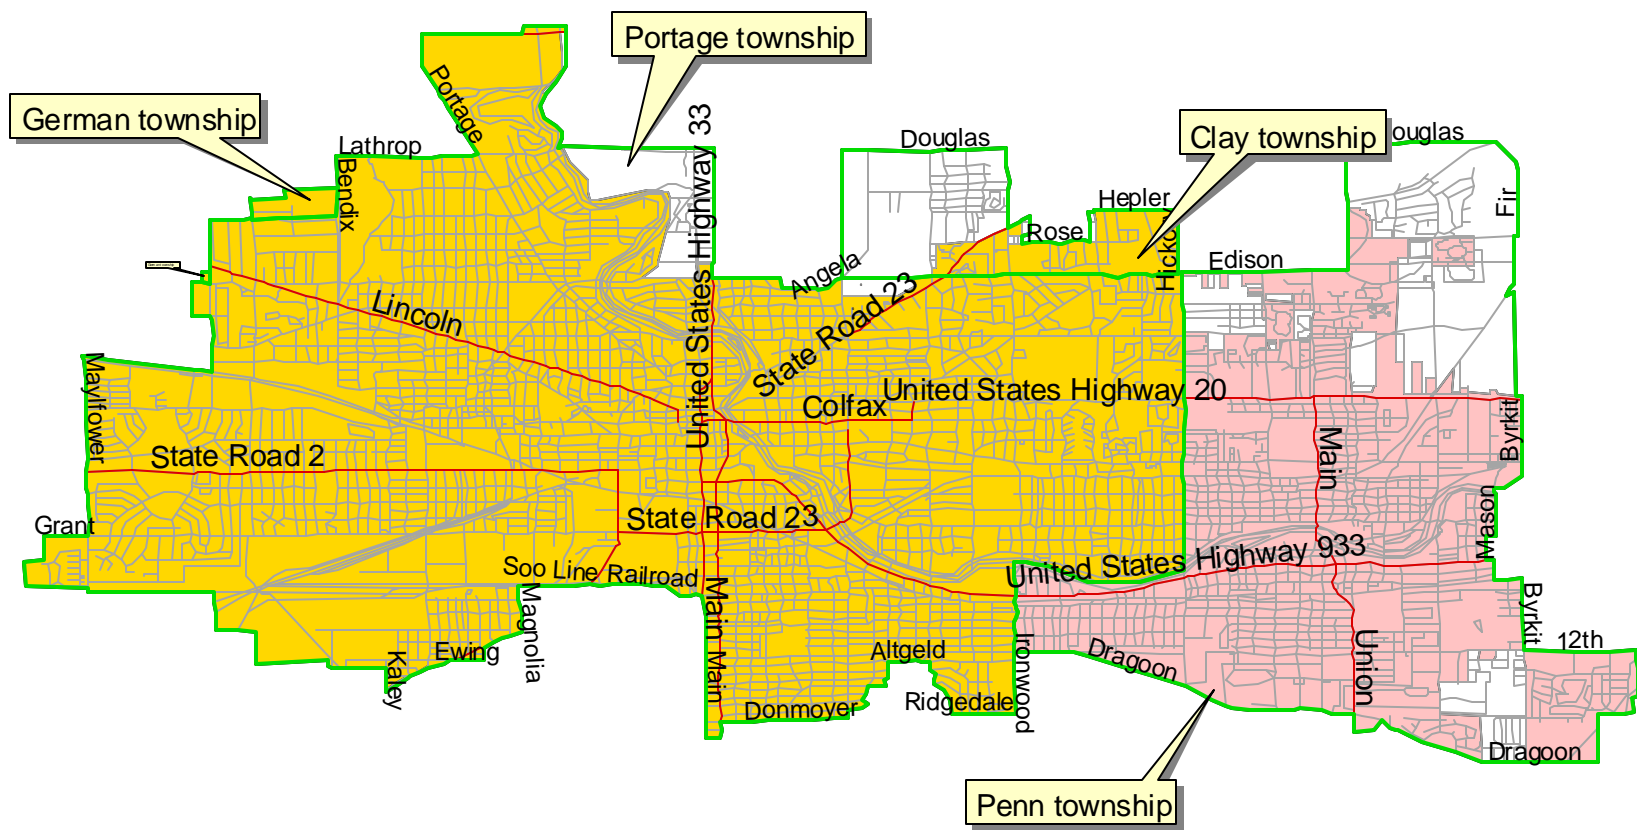 Portage township
German township
Clay township
Portage
Lathrop
Bendix
United States Highway 33
Douglas
ouglas
Hepler
Rose
Hickory
Fir
Edison
Angela
State Road 23
Lincoln
United States Highway 20
Colfax
Maylfower
State Road 2
Main
Byrkit
State Road 23
Grant
Mason
United States Highway 933
Soo Line Railroad
Magnolia
Main
Byrkit
12th
Ewing
Kaley
Main
Altgeld
Ironwood
Dragoon
Union
Ridgedale
Donmoyer
Dragoon
Penn township